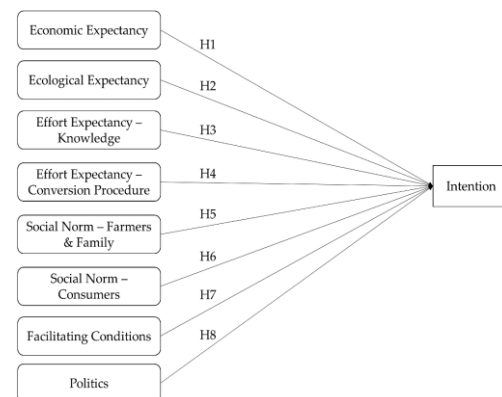 Economic Expectancy
H1
Ecological Expectancy
H2
Effort Expectancy –
Knowledge
H3
Effort Expectancy –
Conversion Procedure
H4
Intention
Social Norm – Farmers
& Family
H5
Social Norm –
Consumers
H6
Facilitating Conditions
H7
Politics
H8